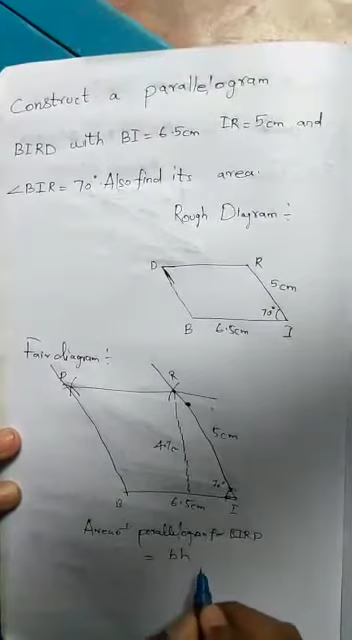 Construct a parallelogram
BIRD with BI = 6.5cm IR = 5cm and
∠BIR = 70°. Also find its area.
Rough Diagram :-
D R
5cm
70°
B 6.5cm I
Fair diagram :-
D R
5cm
4.7c
70°
B 6.5cm I
Area of parallelogram BIRD
= bh